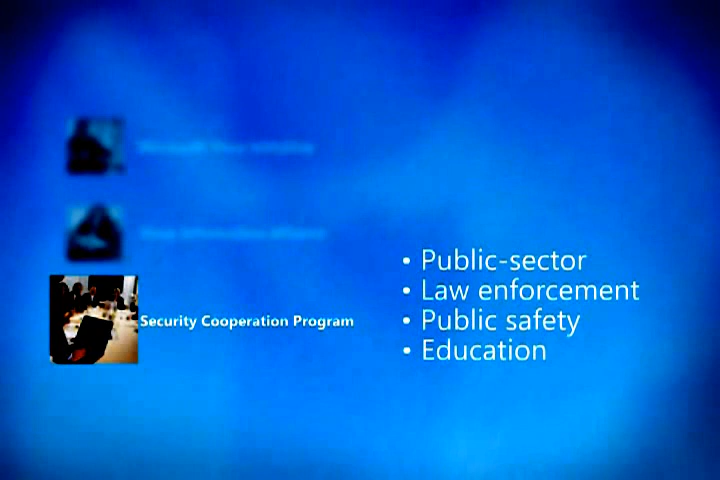 Security Cooperation Program
• Public-sector
• Law enforcement
• Public safety
• Education